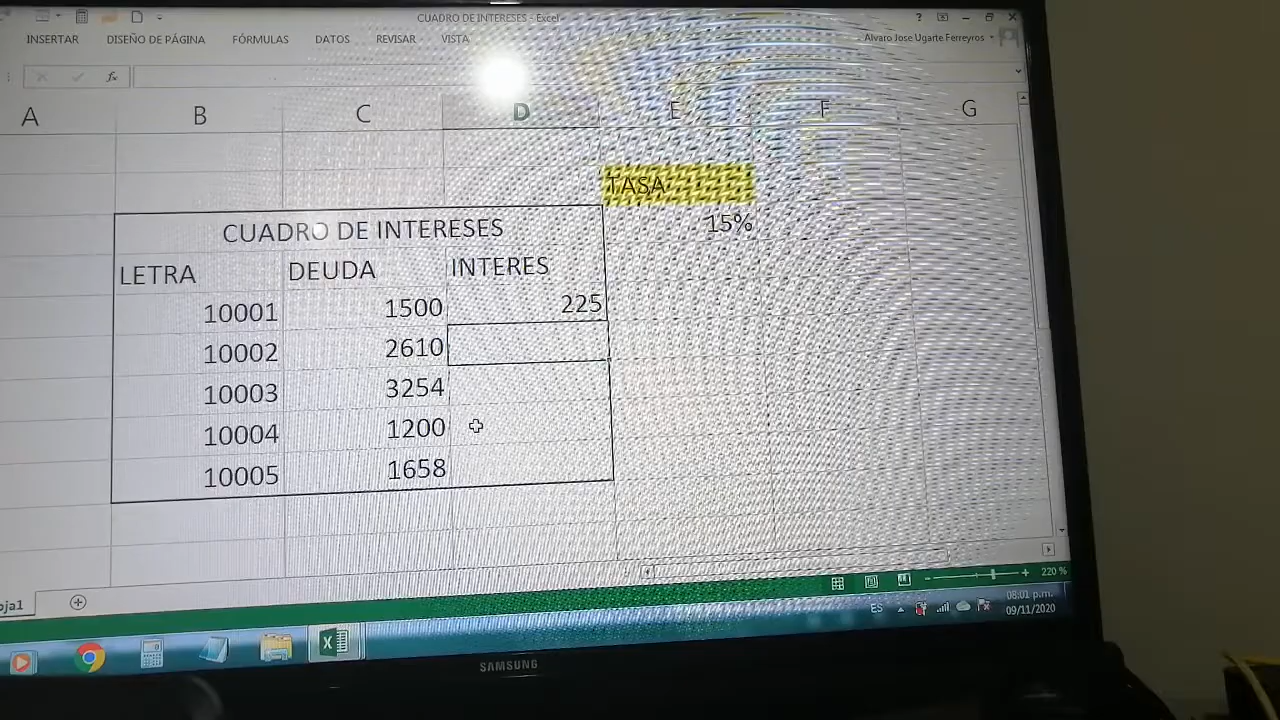 CUADRO DE INTERESES - Excel
INSERTAR DISEÑO DE PÁGINA FÓRMULAS DATOS REVISAR VISTA
Alvaro Jose Ugarte Ferreyros
fx
A B C D E F G
TASA
CUADRO DE INTERESES 15%
LETRA DEUDA INTERES
10001 1500 225
10002 2610
10003 3254
10004 1200
10005 1658
oja1
220 %
ES
08:01 p.m.
09/11/2020
SAMSUNG